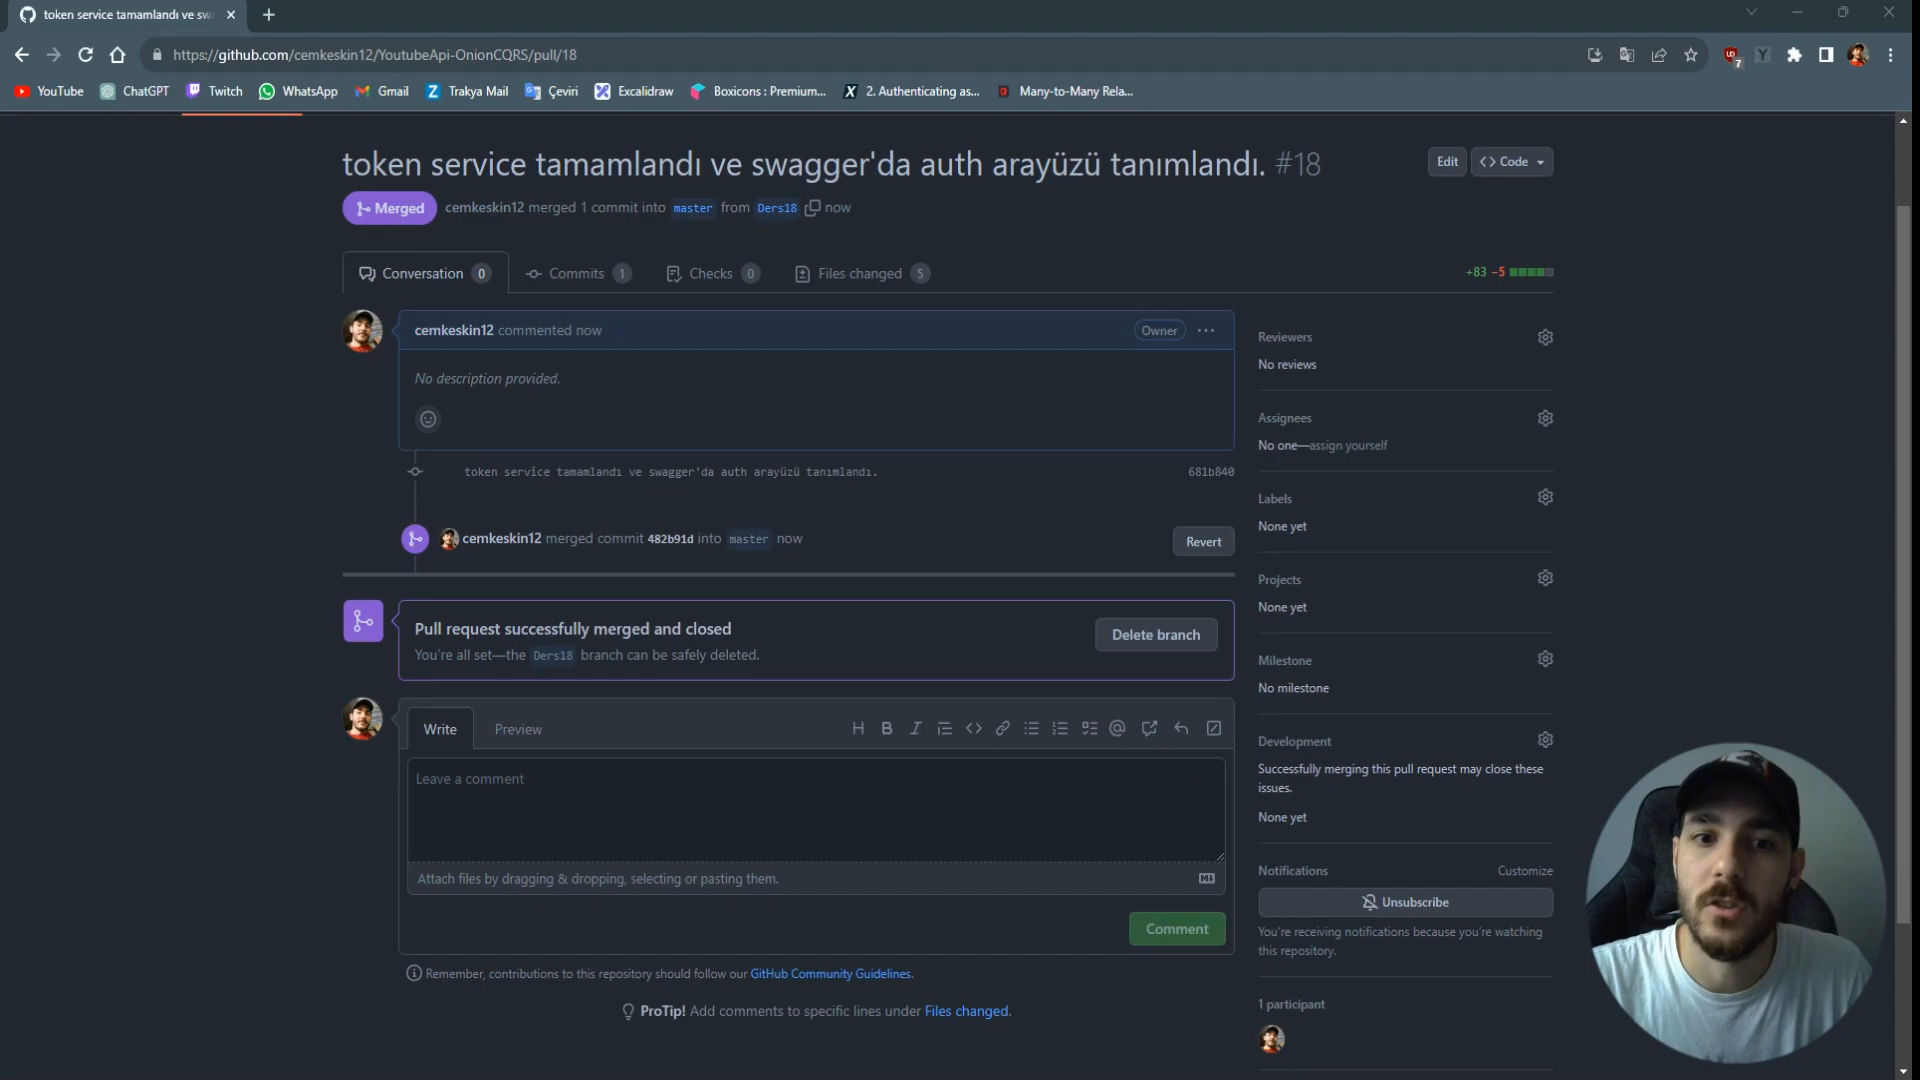 token service tamamlandı ve sw
https://github.com/cemkeskin12/YoutubeApi-OnionCQRS/pull/18
7
YouTube
ChatGPT
Twitch
WhatsApp
Gmail
Trakya Mail
Çeviri
Excalidraw
Boxicons : Premium...
2. Authenticating as...
Many-to-Many Rela...
token service tamamlandı ve swagger'da auth arayüzü tanımlandı. #18
Edit
Code
Merged
cemkeskin12 merged 1 commit into master from Ders18 now
Conversation 0
Commits 1
Checks 0
Files changed 5
+83 −5
cemkeskin12 commented now
Owner
No description provided.
token service tamamlandı ve swagger'da auth arayüzü tanımlandı.
681b840
cemkeskin12 merged commit 482b91d into master now
Revert
Pull request successfully merged and closed
You're all set—the Ders18 branch can be safely deleted.
Delete branch
Write
Preview
Leave a comment
Attach files by dragging & dropping, selecting or pasting them.
Comment
Remember, contributions to this repository should follow our GitHub Community Guidelines.
ProTip! Add comments to specific lines under Files changed.
Reviewers
No reviews
Assignees
No one—assign yourself
Labels
None yet
Projects
None yet
Milestone
No milestone
Development
Successfully merging this pull request may close these
issues.
None yet
Notifications
Customize
Unsubscribe
You're receiving notifications because you're watching
this repository.
1 participant